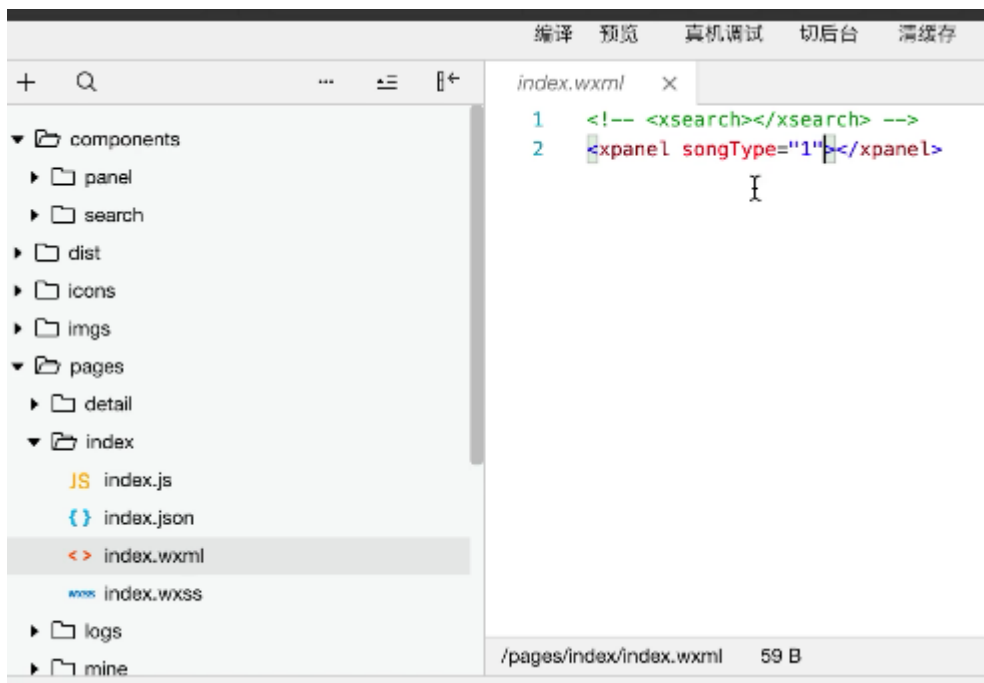 编译 预览 真机调试 切后台 清缓存
index.wxml
components
panel
search
dist
icons
imgs
pages
detail
index
JS index.js
{ } index.json
< > index.wxml
wxss index.wxss
logs
mine
1 <!-- <xsearch></xsearch> -->
2 <xpanel songType="1"></xpanel>
/pages/index/index.wxml 59 B